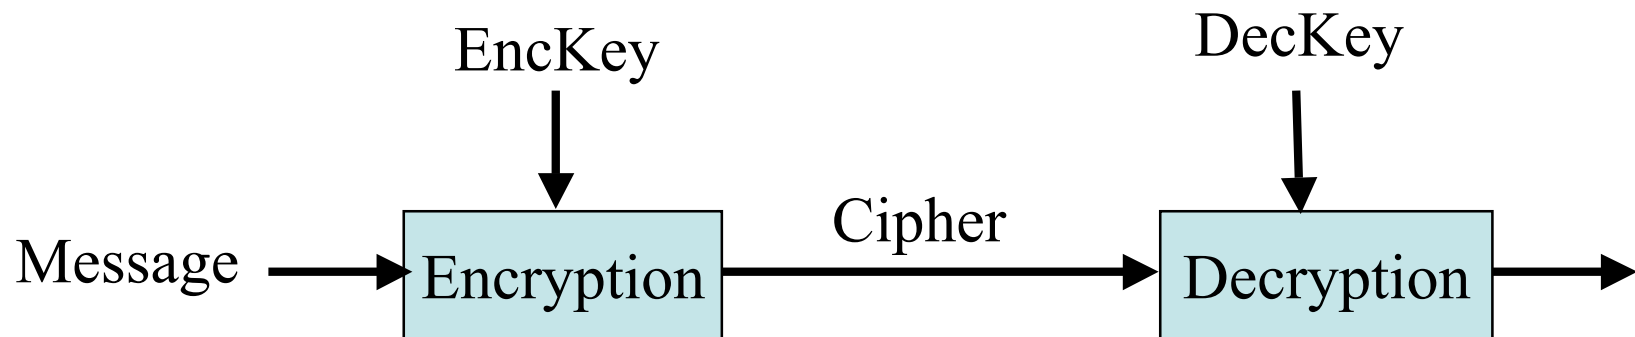 EncKey
DecKey
Message
Encryption
Cipher
Decryption